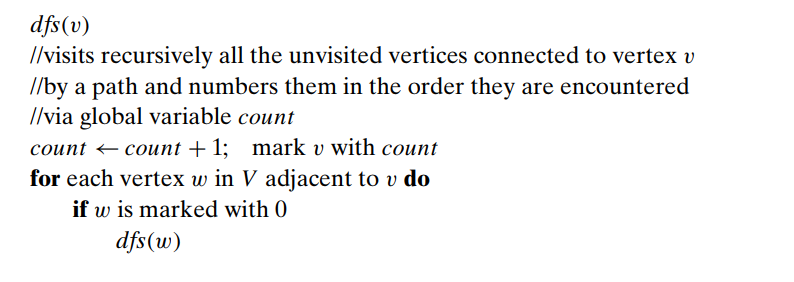 dfs(v)
//visits recursively all the unvisited vertices connected to vertex v
//by a path and numbers them in the order they are encountered
//via global variable count
count ← count + 1; mark v with count
for each vertex w in V adjacent to v do
if w is marked with 0
dfs(w)